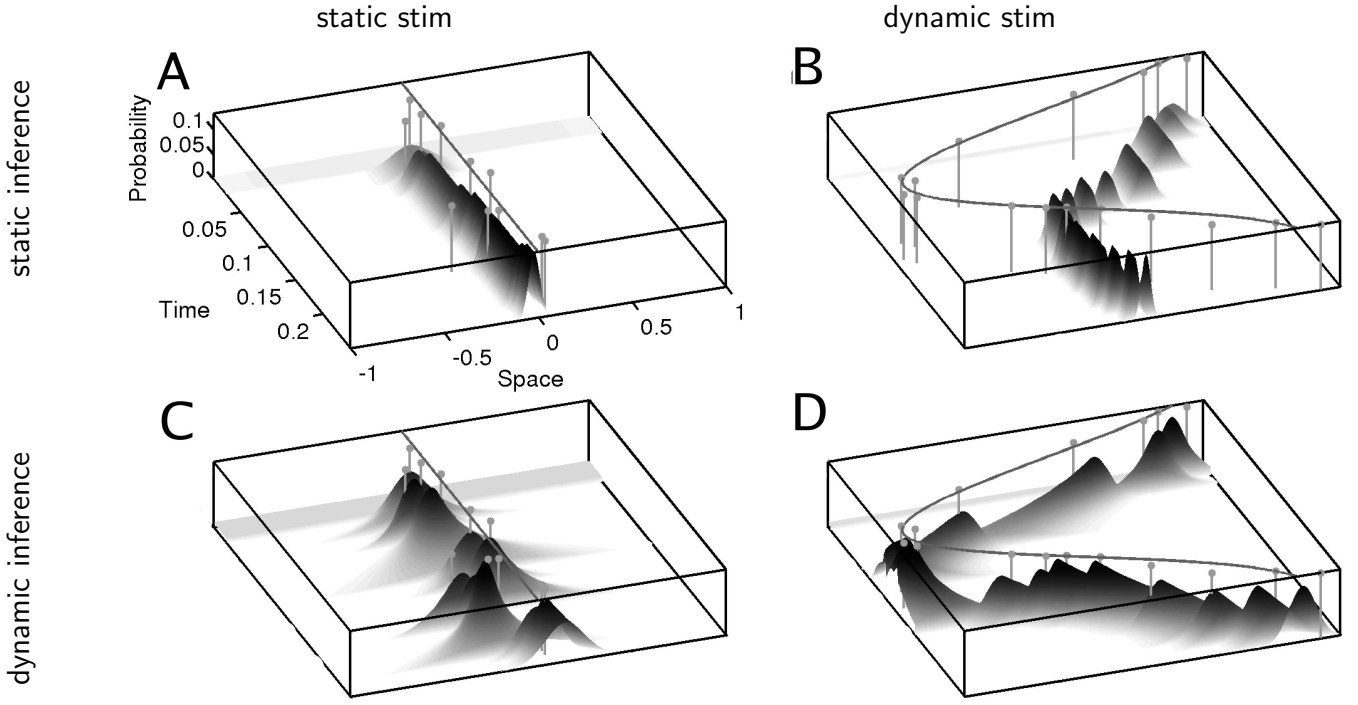 static stim
dynamic stim
static inference
dynamic inference
A
B
C
D
Probability
0.1
0.05
0
0.05
0.1
0.15
0.2
Time
-1
-0.5
0
0.5
1
Space